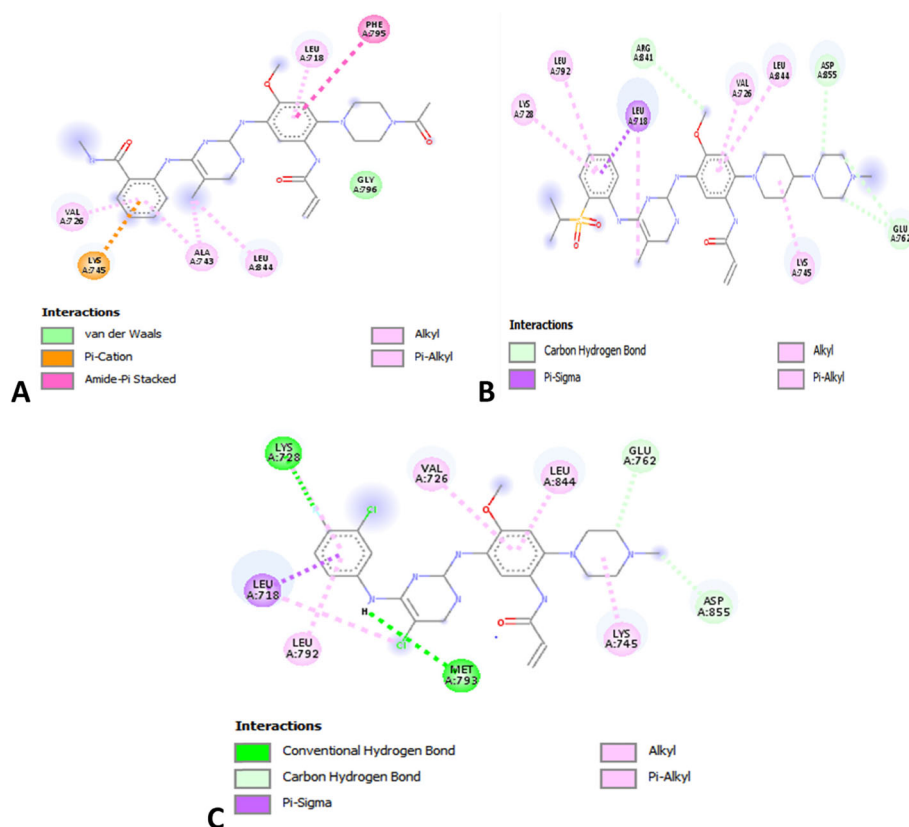 PHE
A:795
LEU
A:718
O
N
N
N
N
N
N
N
O
N
O
O
GLY
A:796
VAL
A:726
LYS
A:745
ALA
A:743
LEU
A:844
Interactions
van der Waals
Pi-Cation
Amide-Pi Stacked
Alkyl
Pi-Alkyl
A
ARG
A:841
LEU
A:792
LYS
A:728
LEU
A:718
VAL
A:726
LEU
A:844
ASP
A:855
GLU
A:762
LYS
A:745
O
N
N
N
N
N
N
N
N
S
O
O
O
Interactions
Carbon Hydrogen Bond
Pi-Sigma
Alkyl
Pi-Alkyl
B
LYS
A:728
VAL
A:726
LEU
A:844
GLU
A:762
Cl
O
N
N
N
N
N
N
N
H
Cl
O
LEU
A:718
LEU
A:792
MET
A:793
LYS
A:745
ASP
A:855
Interactions
Conventional Hydrogen Bond
Carbon Hydrogen Bond
Pi-Sigma
Alkyl
Pi-Alkyl
C